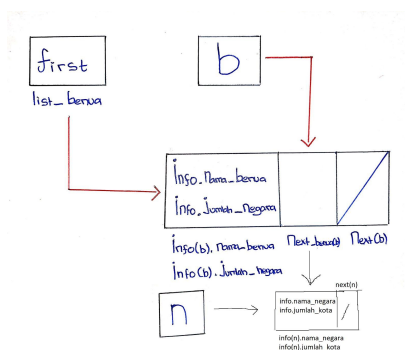 first
b
list_benua
Info.nama_benua
Info.jumlah_negara
info(b).nama_benua
next_benua(b)
next(b)
info(b).jumlah_negara
n
next(n)
info.nama_negara
info.jumlah_kota
info(n).nama_negara
info(n).jumlah_kota